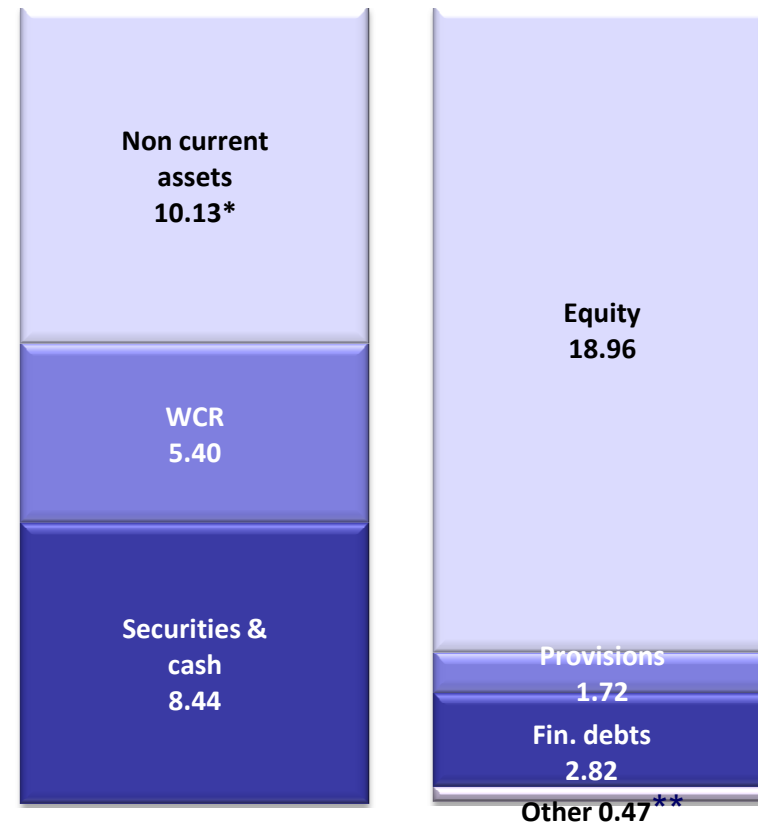 Non current
assets
10.13*
WCR
5.40
Securities &
cash
8.44
Equity
18.96
Provisions
1.72
Fin. debts
2.82
Other 0.47**